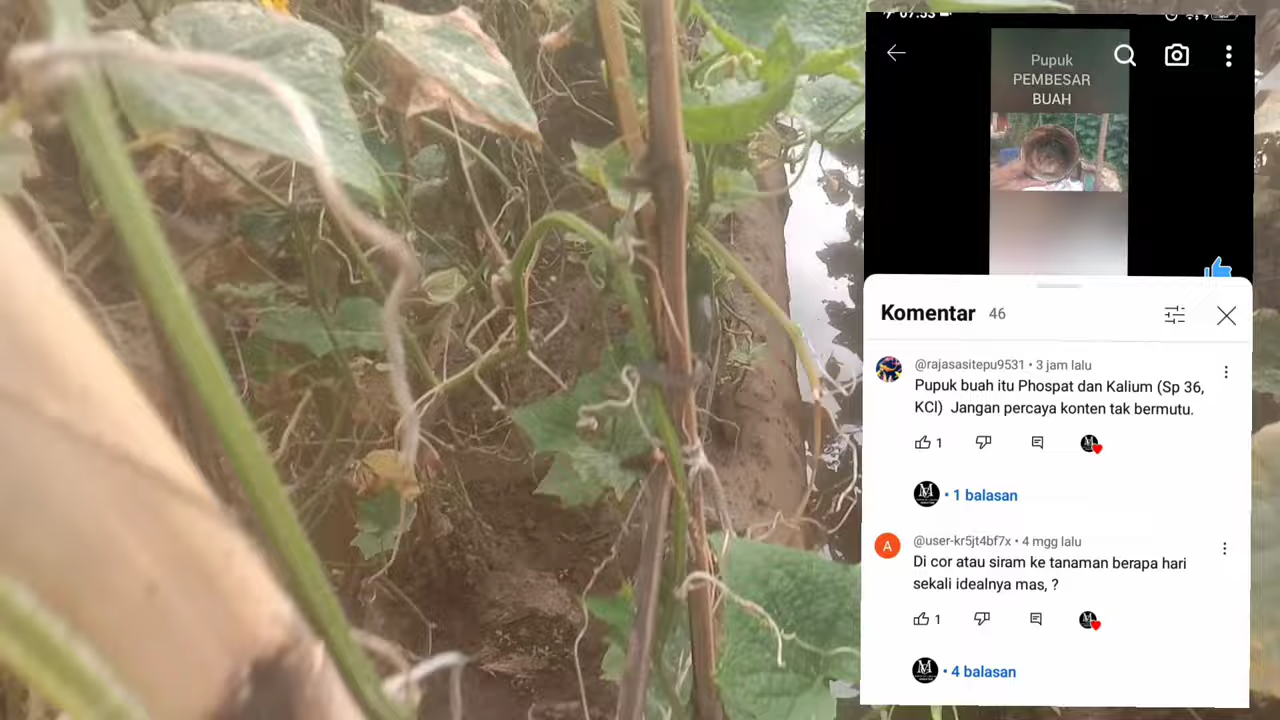 Pupuk
PEMBESAR
BUAH
Komentar 46
@rajasasitepu9531 • 3 jam lalu
Pupuk buah itu Phospat dan Kalium (Sp 36,
KCl) Jangan percaya konten tak bermutu.
1
• 1 balasan
A
@user-kr5jt4bf7x • 4 mgg lalu
Di cor atau siram ke tanaman berapa hari
sekali idealnya mas, ?
1
• 4 balasan